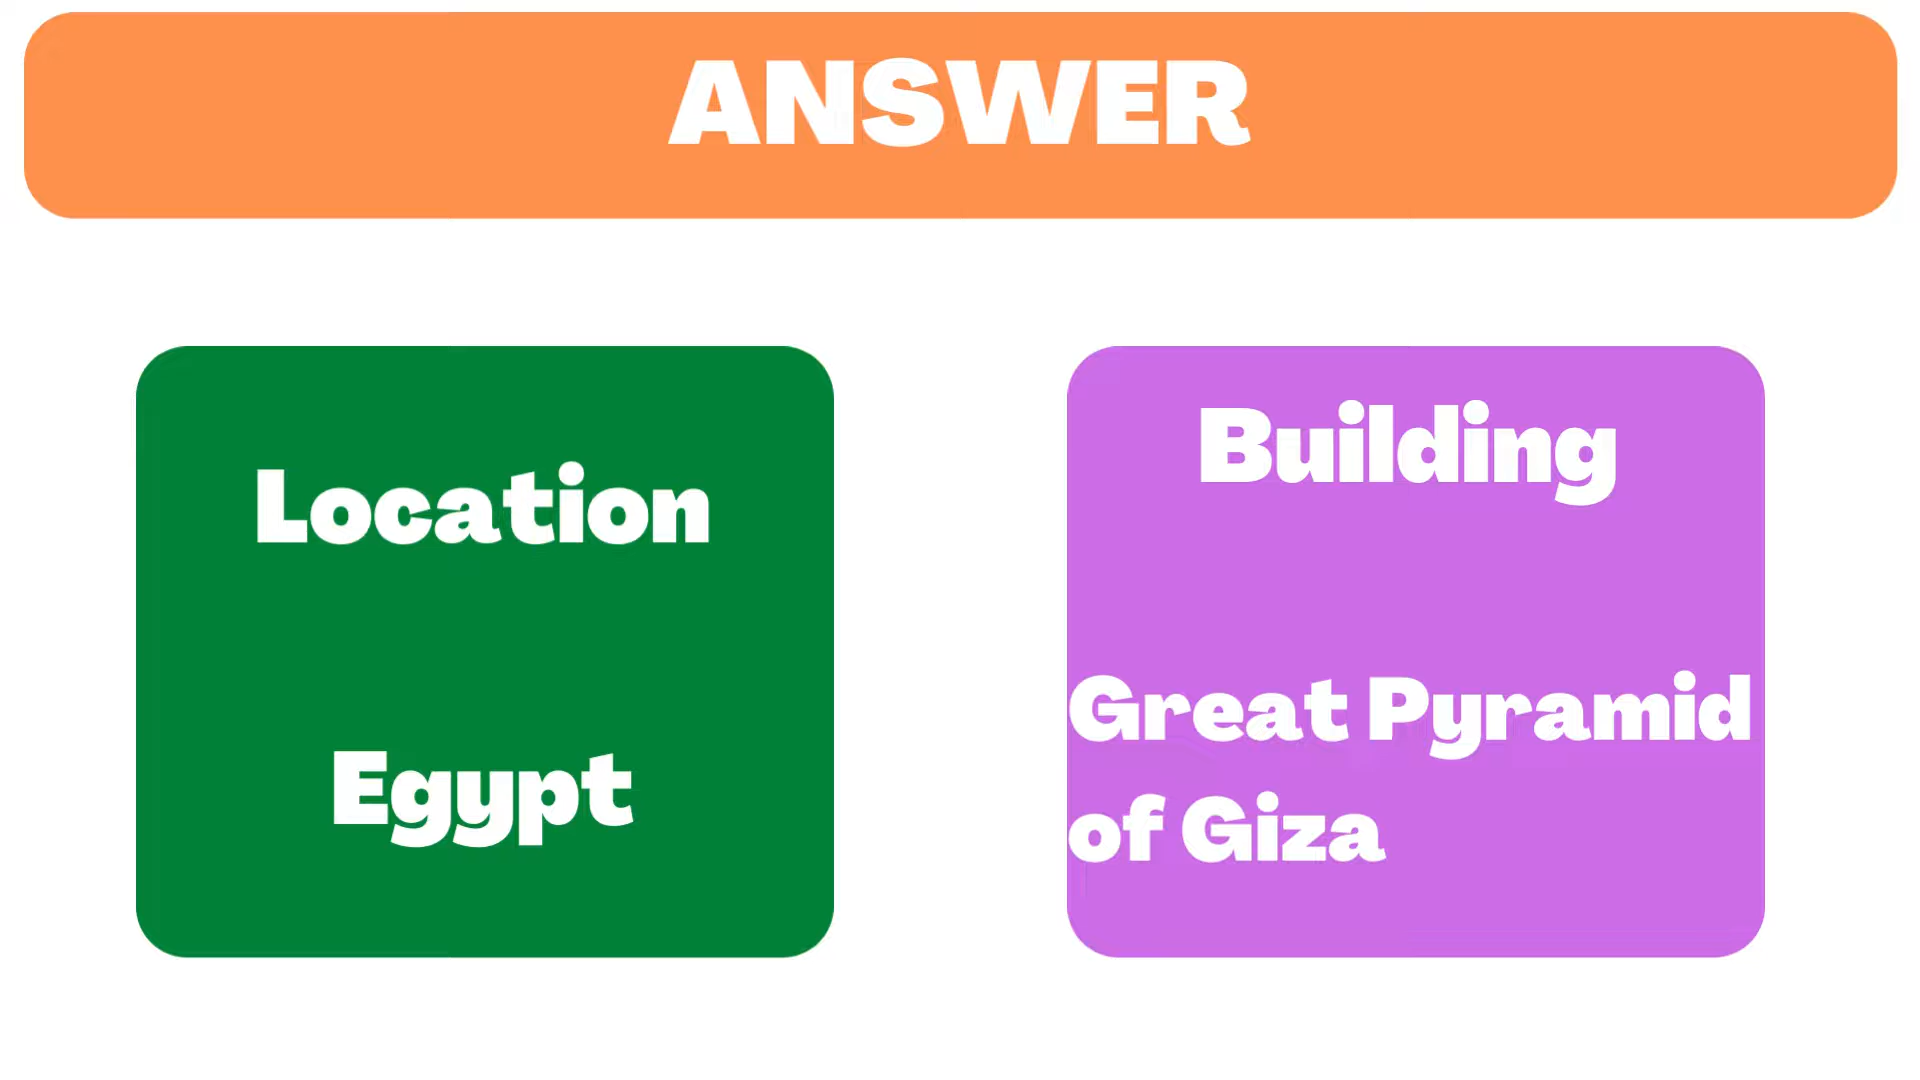 ANSWER
Location
Egypt
Building
Great Pyramid
of Giza